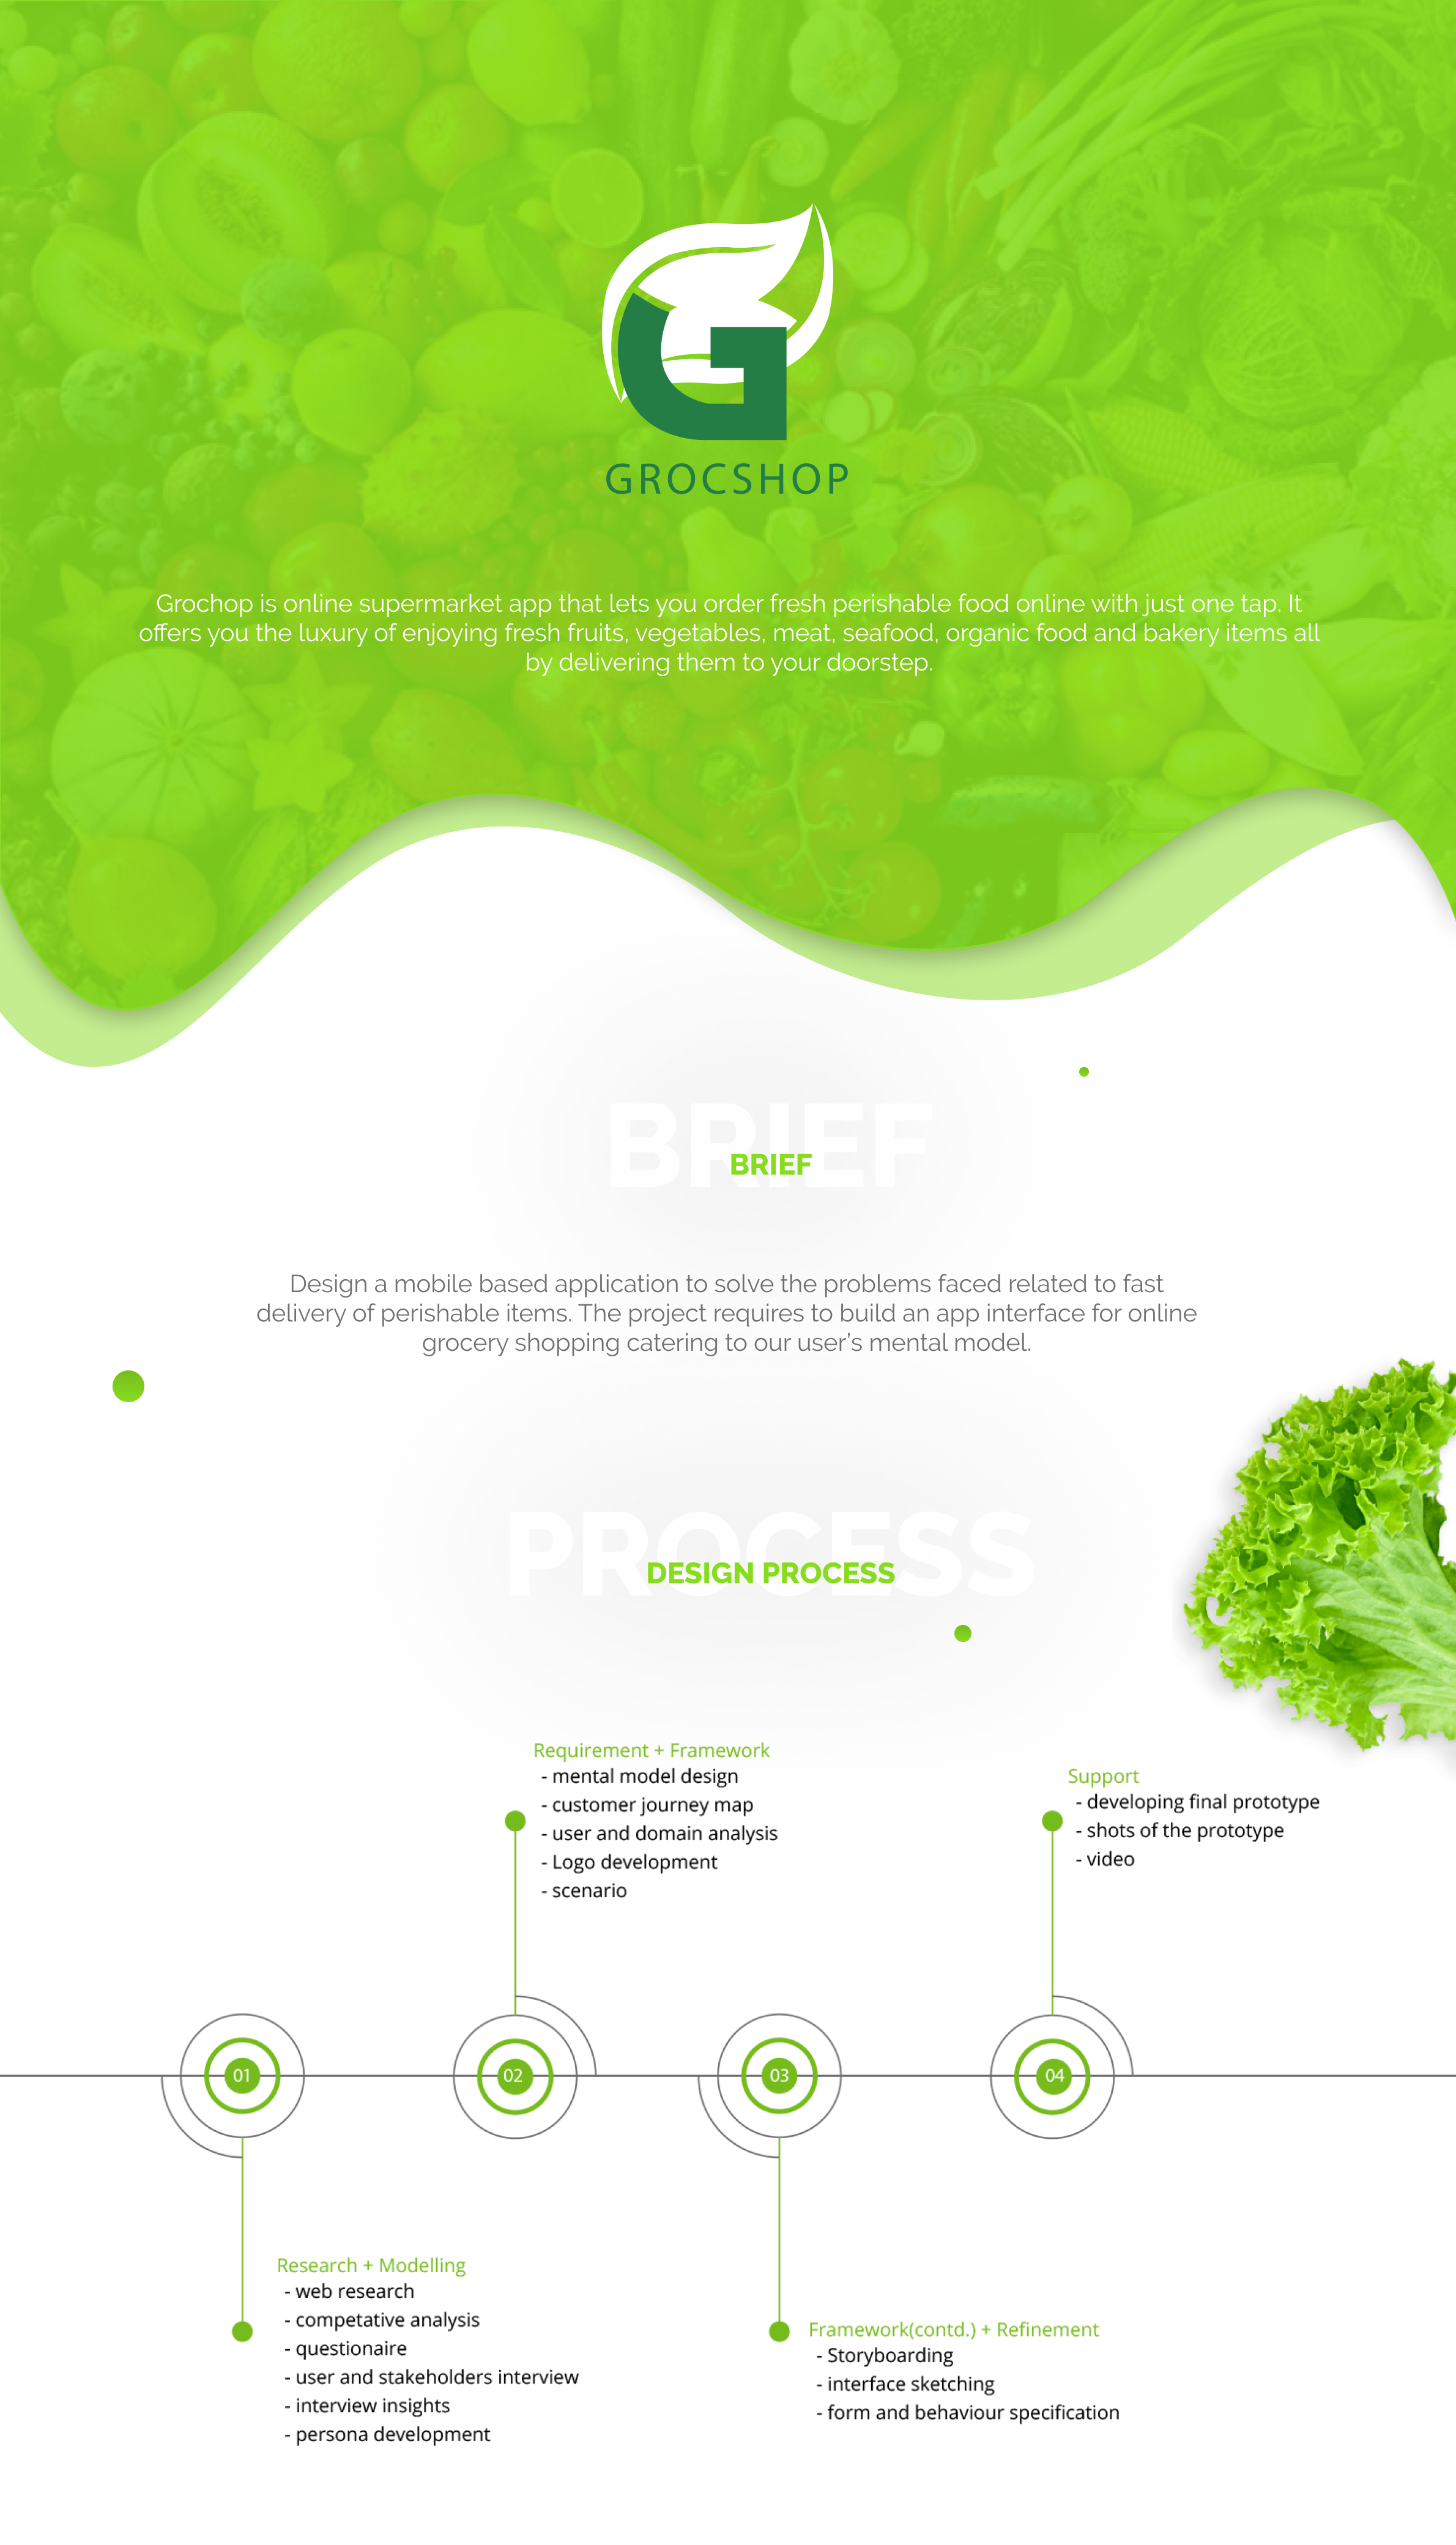 GROCSHOP
Grochop is online supermarket app that lets you order fresh perishable food online with just one tap. It
offers you the luxury of enjoying fresh fruits, vegetables, meat, seafood, organic food and bakery items all
by delivering them to your doorstep.
BRIEF
BRIEF
Design a mobile based application to solve the problems faced related to fast
delivery of perishable items. The project requires to build an app interface for online
grocery shopping catering to our user's mental model.
PROCESS
DESIGN PROCESS
Requirement + Framework
- mental model design
- customer journey map
- user and domain analysis
- Logo development
- scenario
Support
- developing final prototype
- shots of the prototype
- video
01
02
03
04
Research + Modelling
- web research
- competative analysis
- questionaire
- user and stakeholders interview
- interview insights
- persona development
Framework(contd.) + Refinement
- Storyboarding
- interface sketching
- form and behaviour specification